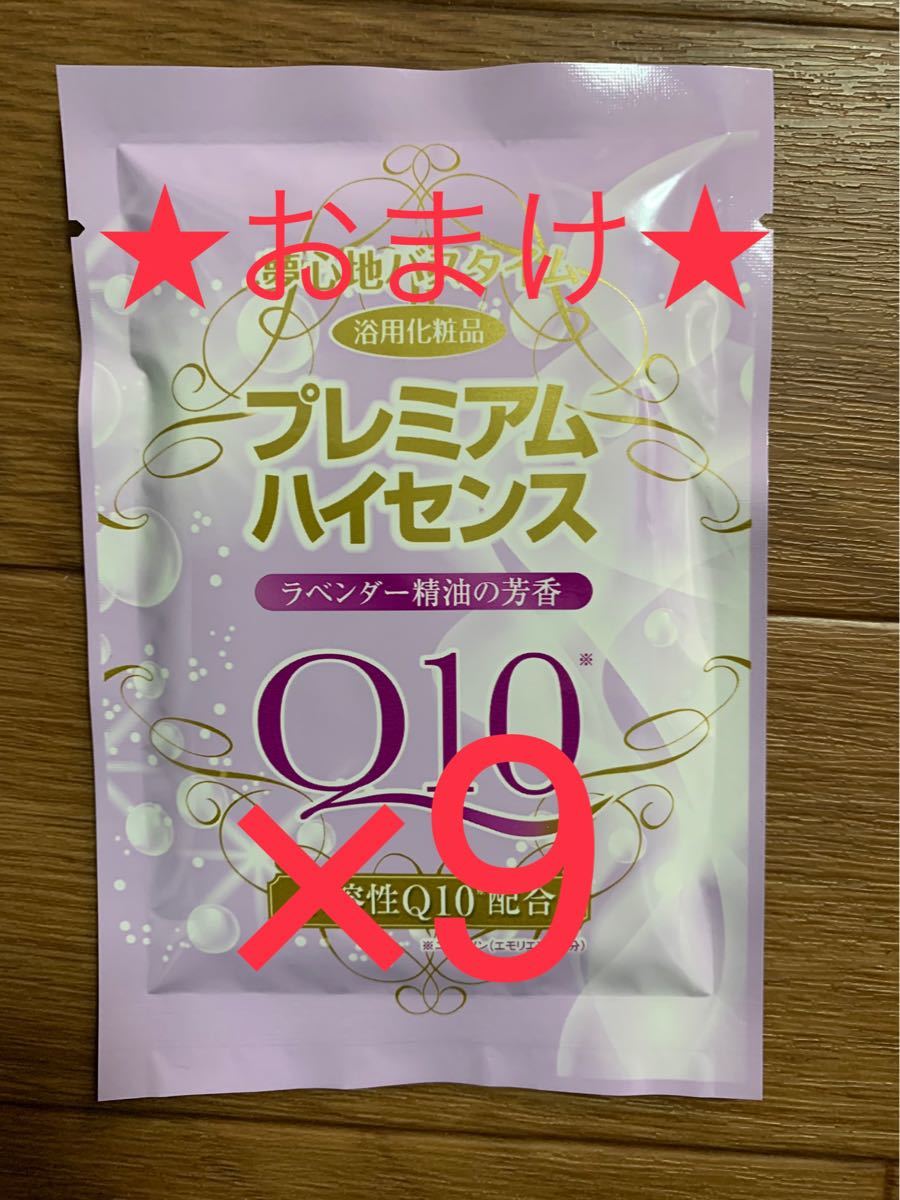 ★おまけ★
夢心地バスタイム
浴用化粧品
プレミアム
ハイセンス
ラベンダー精油の芳香
Q10※
×9
溶性Q10※配合